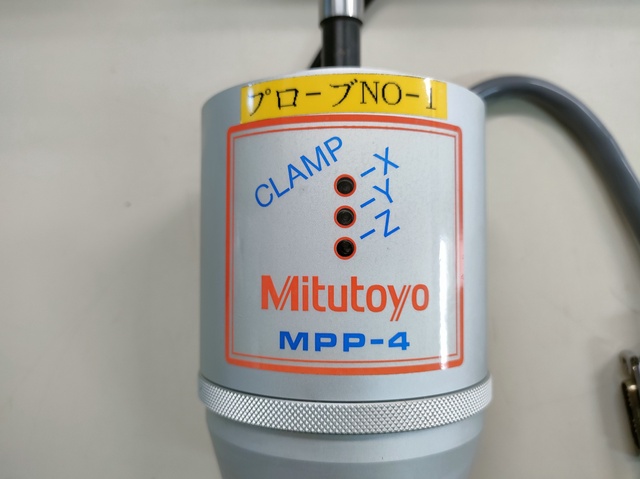 プローブNO-1
CLAMP
-X
-Y
-Z
Mitutoyo
MPP-4